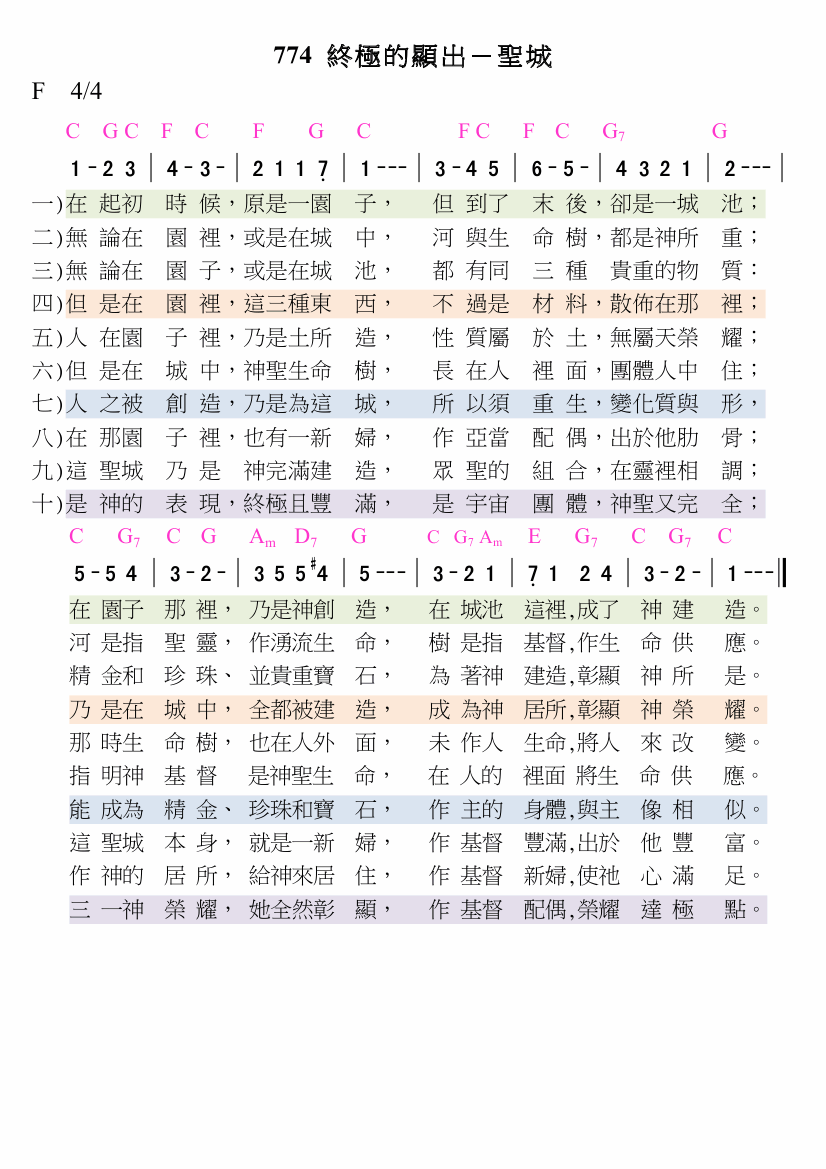 774 終極的顯出－聖城
F 4/4
C G C F C F G C F C F C G7 G
1 - 2 3 | 4 - 3 - | 2 1 1 7̣ | 1 - - - | 3 - 4 5 | 6 - 5 - | 4 3 2 1 | 2 - - - |
一)在 起初 時 候，原是一園 子， 但 到了 末 後，卻是一城 池；
二)無 論在 園 裡，或是在城 中， 河 與生 命 樹，都是神所 重；
三)無 論在 園 子，或是在城 池， 都 有同 三 種 貴重的物 質：
四)但 是在 園 裡，這三種東 西， 不 過是 材 料，散佈在那 裡；
五)人 在園 子 裡，乃是土所 造， 性 質屬 於 土，無屬天榮 耀；
六)但 是在 城 中，神聖生命 樹， 長 在人 裡 面，團體人中 住；
七)人 之被 創 造，乃是為這 城， 所 以須 重 生，變化質與 形，
八)在 那園 子 裡，也有一新 婦， 作 亞當 配 偶，出於他肋 骨；
九)這 聖城 乃 是 神完滿建 造， 眾 聖的 組 合，在靈裡相 調；
十)是 神的 表 現，終極且豐 滿， 是 宇宙 團 體，神聖又完 全；
C G7 C G Am D7 G C G7 Am E G7 C G7 C
5 - 5 4 | 3 - 2 - | 3 5 5 #4 | 5 - - - | 3 - 2 1 | 7̣ 1 2 4 | 3 - 2 - | 1 - - - ‖
在 園子 那 裡， 乃是神創 造， 在 城池 這裡,成了 神 建 造。
河 是指 聖 靈， 作湧流生 命， 樹 是指 基督,作生 命 供 應。
精 金和 珍 珠、 並貴重寶 石， 為 著神 建造,彰顯 神 所 是。
乃 是在 城 中， 全都被建 造， 成 為神 居所,彰顯 神 榮 耀。
那 時生 命 樹， 也在人外 面， 未 作人 生命,將人 來 改 變。
指 明神 基 督 是神聖生 命， 在 人的 裡面 將生 命 供 應。
能 成為 精 金、 珍珠和寶 石， 作 主的 身體,與主 像 相 似。
這 聖城 本 身， 就是一新 婦， 作 基督 豐滿,出於 他 豐 富。
作 神的 居 所， 給神來居 住， 作 基督 新婦,使祂 心 滿 足。
三 一神 榮 耀， 她全然彰 顯， 作 基督 配偶,榮耀 達 極 點。